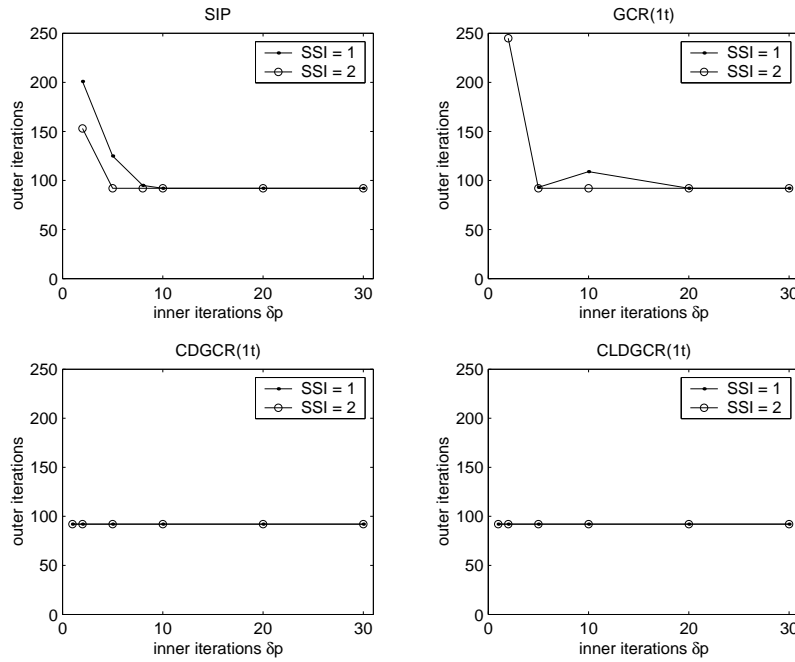 SIP
250
200
150
100
50
0
outer iterations
SSI = 1
SSI = 2
0
10
20
30
inner iterations δp
GCR(1t)
250
200
150
100
50
0
outer iterations
SSI = 1
SSI = 2
0
10
20
30
inner iterations δp
CDGCR(1t)
250
200
150
100
50
0
outer iterations
SSI = 1
SSI = 2
0
10
20
30
inner iterations δp
CLDGCR(1t)
250
200
150
100
50
0
outer iterations
SSI = 1
SSI = 2
0
10
20
30
inner iterations δp